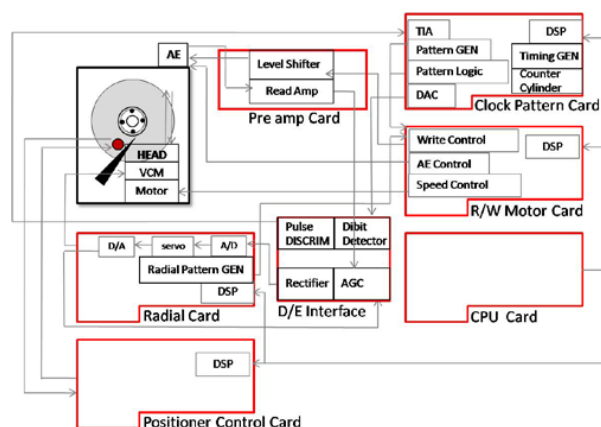 AE
Level Shifter
Read Amp
Pre amp Card
TIA
DSP
Pattern GEN
Timing GEN
Pattern Logic
Counter
Cylinder
DAC
Clock Pattern Card
HEAD
VCM
Motor
Write Control
DSP
AE Control
Speed Control
R/W Motor Card
D/A
servo
A/D
Radial Pattern GEN
DSP
Radial Card
Pulse
DISCRIM
Dibit
Detector
Rectifier
AGC
D/E Interface
CPU Card
DSP
Positioner Control Card